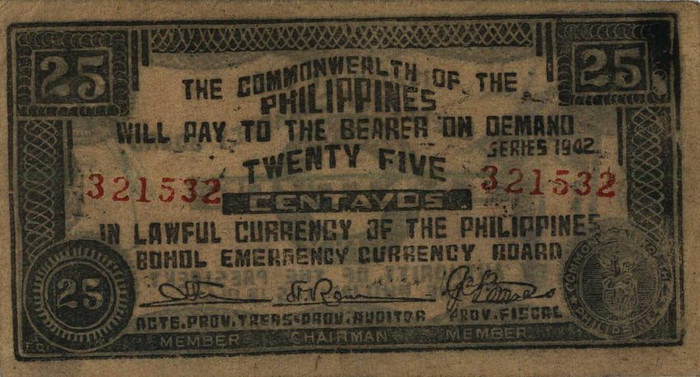 25
25
THE COMMONWEALTH OF THE
PHILIPPINES
WILL PAY TO THE BEARER ON DEMAND
SERIES 1942
TWENTY FIVE
321532
321532
CENTAVOS
IN LAWFUL CURRENCY OF THE PHILIPPINES
BOHOL EMERGENCY CURRENCY BOARD
25
ACTG.PROV.TREAS-PROV.AUDITOR PROV.FISCAL
MEMBER CHAIRMAN MEMBER